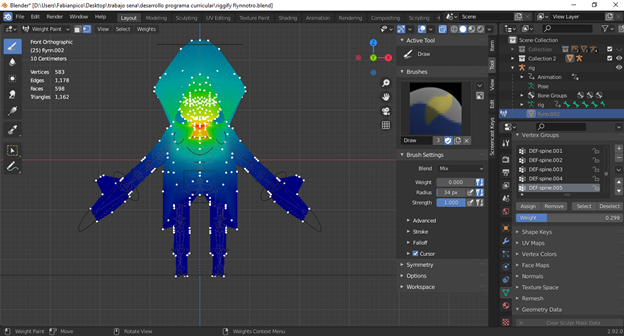 Blender* [D:\Users\Fabianpico\Desktop\trabajo sena\desarrollo programa curricular\riggify flynnotro.blend]
File Edit Render Window Help Layout Modeling Sculpting UV Editing Texture Paint Shading Animation Rendering Compositing Scripting Scene View Layer
Weight Paint View Select Weights
Front Orthographic
(25) flynn.002
10 Centimeters
Vertices 583
Edges 1,178
Faces 598
Triangles 1,162
Active Tool
Draw
Brushes
Draw 3
Brush Settings
Blend Mix
Weight 0.000
Radius 34 px
Strength 1.000
Advanced
Stroke
Falloff
Cursor
Symmetry
Options
Workspace
Item
Tool
View
Edit
Screencast Keys
Scene Collection
Collection
Collection 2
rig
Animation
Pose
Bone Groups
rig
flynn.002
Vertex Groups
DEF-spine.001
DEF-spine.002
DEF-spine.003
DEF-spine.004
DEF-spine.005
Assign Remove Select Deselect
Weight 0.299
Shape Keys
UV Maps
Vertex Colors
Face Maps
Normals
Texture Space
Remesh
Geometry Data
Clear Sculpt Mask Data
Weight Paint Move Rotate View Weights Context Menu 2.92.0